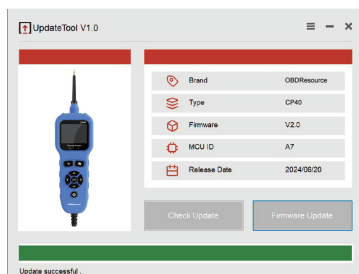 UpdateTool V1.0
Brand OBDResource
Type CP40
Firmware V2.0
MCU ID A7
Release Date 2024/06/20
Check Update Firmware Update
Update successful .